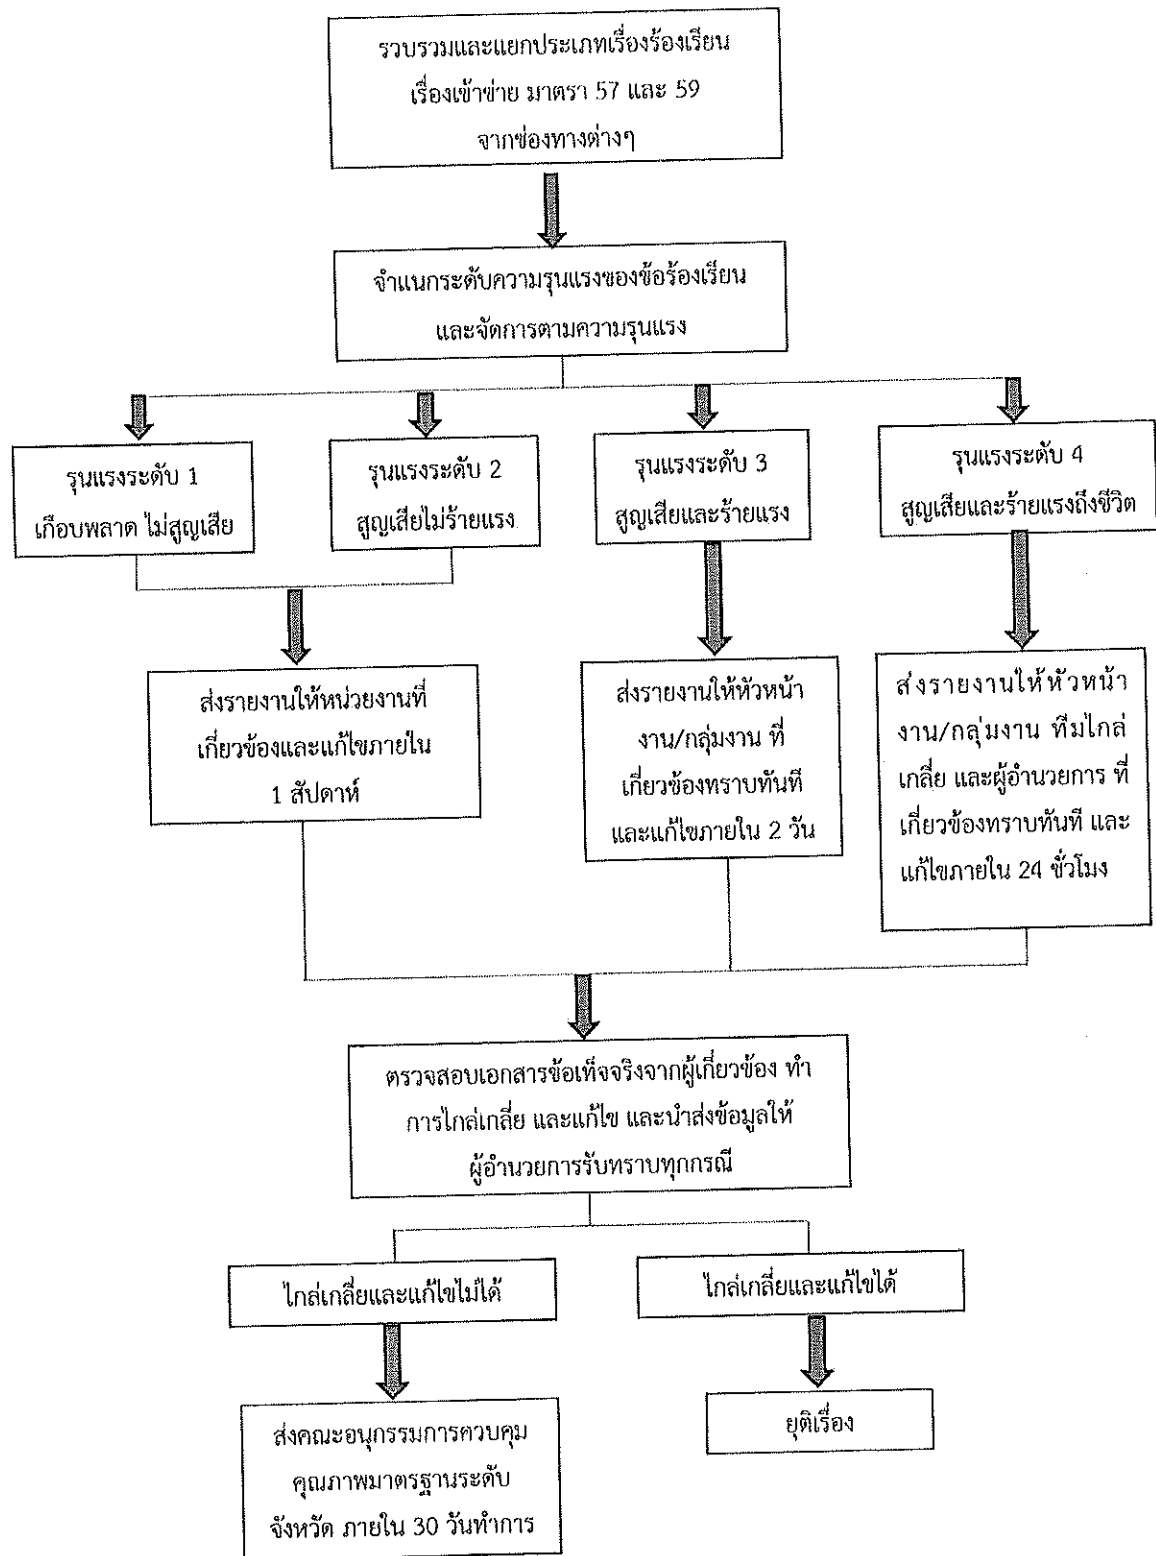 รวบรวมและแยกประเภทเรื่องร้องเรียน
เรื่องเข้าข่าย มาตรา 57 และ 59
จากช่องทางต่างๆ
จำแนกระดับความรุนแรงของข้อร้องเรียน
และจัดการตามความรุนแรง
รุนแรงระดับ 1
เกือบพลาด ไม่สูญเสีย
รุนแรงระดับ 2
สูญเสียไม่ร้ายแรง
รุนแรงระดับ 3
สูญเสียและร้ายแรง
รุนแรงระดับ 4
สูญเสียและร้ายแรงถึงชีวิต
ส่งรายงานให้หน่วยงานที่
เกี่ยวข้องและแก้ไขภายใน
1 สัปดาห์
ส่งรายงานให้หัวหน้า
งาน/กลุ่มงาน ที่
เกี่ยวข้องทราบทันที
และแก้ไขภายใน 2 วัน
ส่งรายงานให้หัวหน้า
งาน/กลุ่มงาน ทีมไกล่
เกลี่ย และผู้อำนวยการ ที่
เกี่ยวข้องทราบทันที และ
แก้ไขภายใน 24 ชั่วโมง
ตรวจสอบเอกสารข้อเท็จจริงจากผู้เกี่ยวข้อง ทำ
การไกล่เกลี่ย และแก้ไข และนำส่งข้อมูลให้
ผู้อำนวยการรับทราบทุกกรณี
ไกล่เกลี่ยและแก้ไขไม่ได้
ไกล่เกลี่ยและแก้ไขได้
ส่งคณะอนุกรรมการควบคุม
คุณภาพมาตรฐานระดับ
จังหวัด ภายใน 30 วันทำการ
ยุติเรื่อง